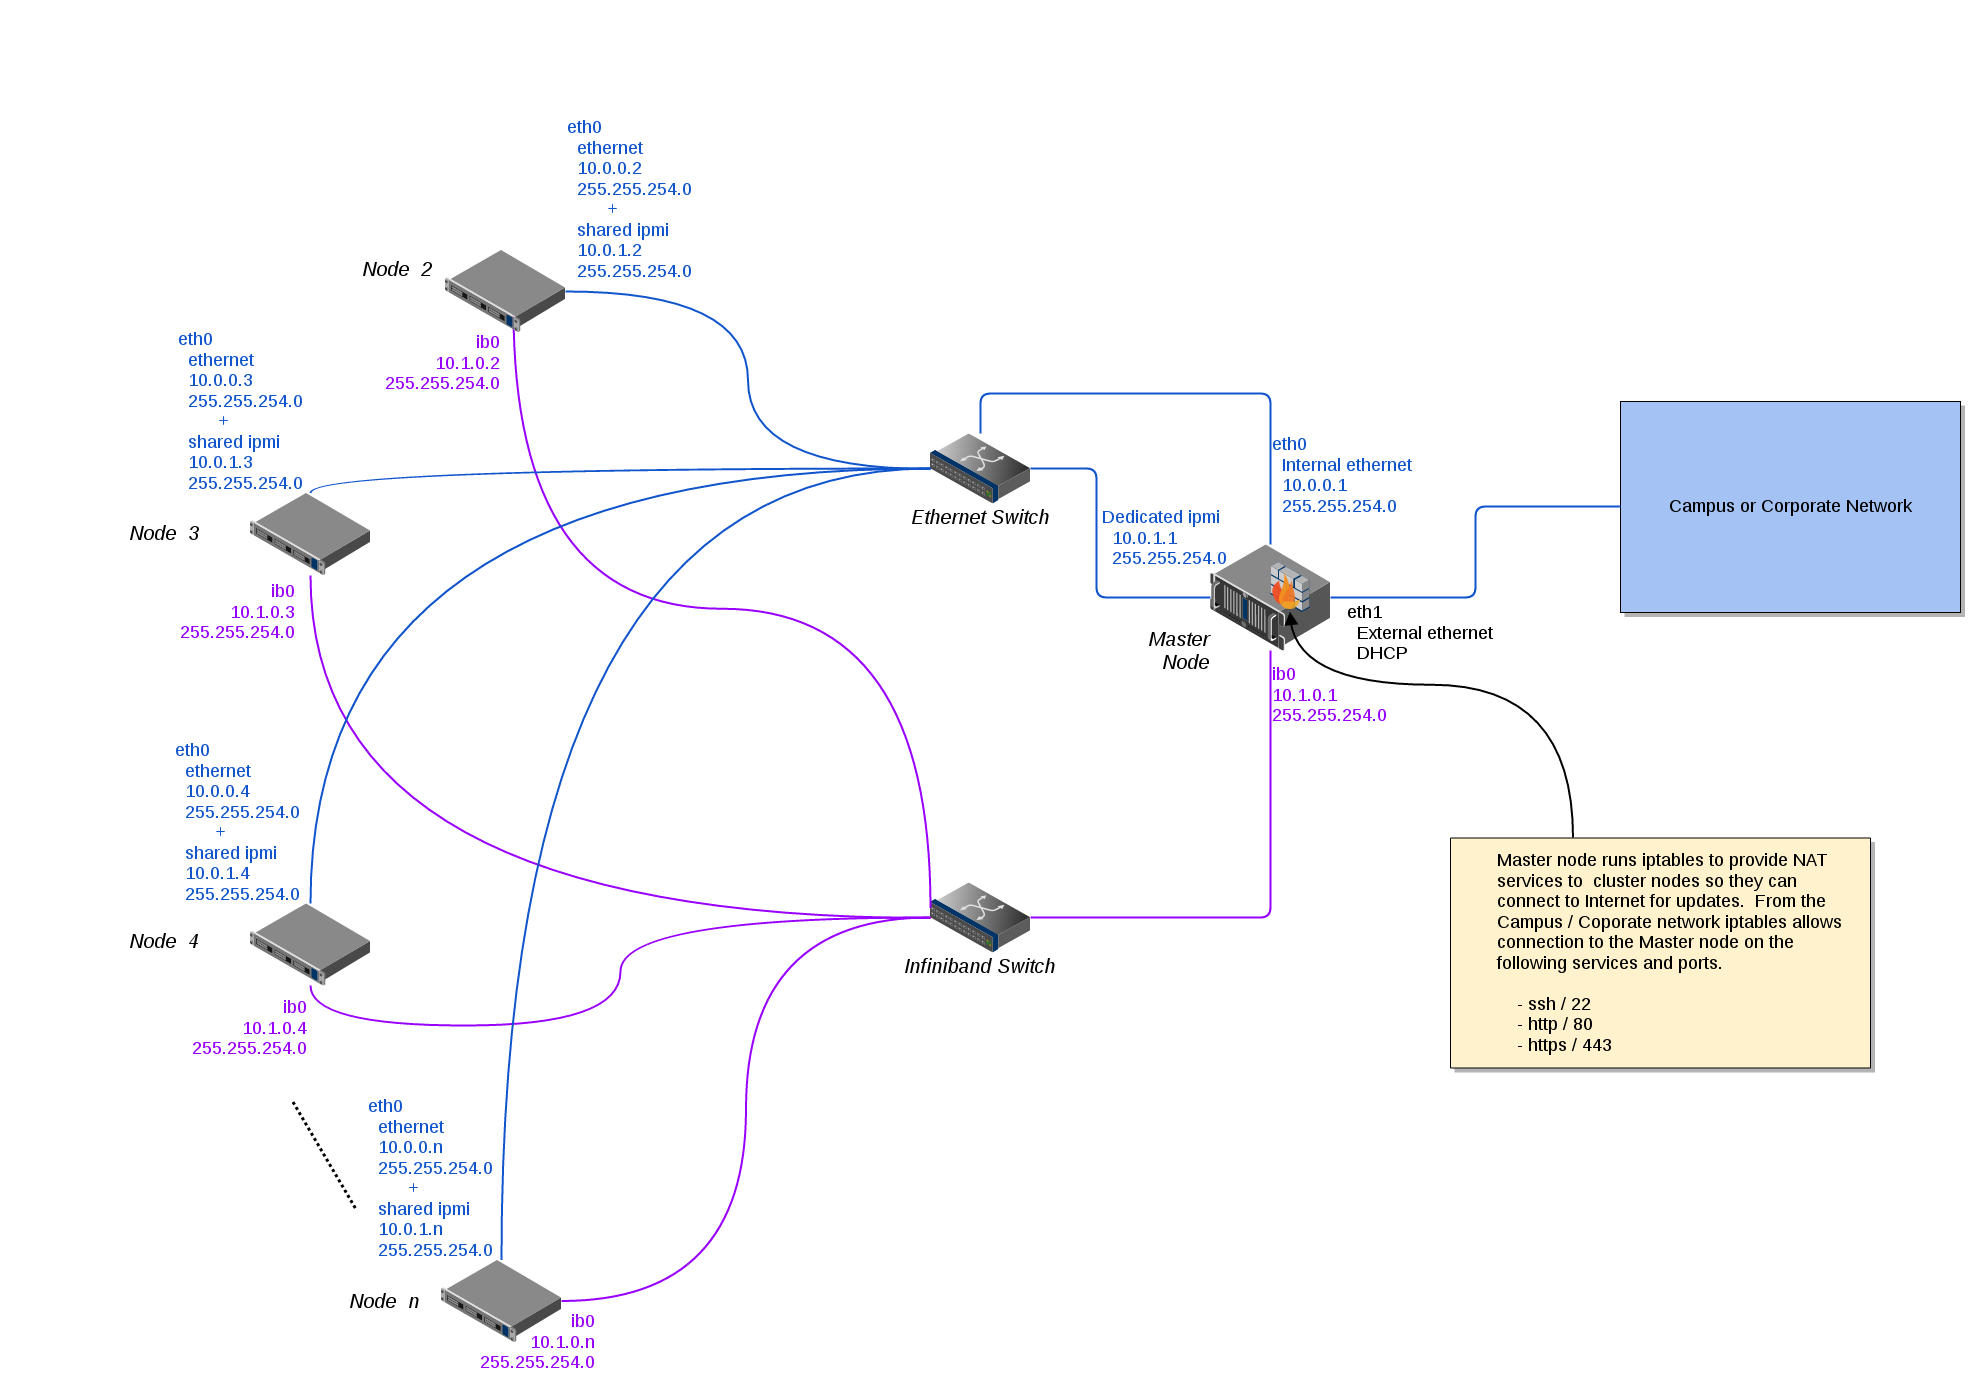 eth0
ethernet
10.0.0.2
255.255.254.0
+
shared ipmi
10.0.1.2
255.255.254.0
Node 2
ib0
10.1.0.2
255.255.254.0
eth0
ethernet
10.0.0.3
255.255.254.0
+
shared ipmi
10.0.1.3
255.255.254.0
Node 3
ib0
10.1.0.3
255.255.254.0
eth0
ethernet
10.0.0.4
255.255.254.0
+
shared ipmi
10.0.1.4
255.255.254.0
Node 4
ib0
10.1.0.4
255.255.254.0
eth0
ethernet
10.0.0.n
255.255.254.0
+
shared ipmi
10.0.1.n
255.255.254.0
Node n
ib0
10.1.0.n
255.255.254.0
Ethernet Switch
Infiniband Switch
eth0
Internal ethernet
10.0.0.1
255.255.254.0
Dedicated ipmi
10.0.1.1
255.255.254.0
Master
Node
eth1
External ethernet
DHCP
ib0
10.1.0.1
255.255.254.0
Campus or Corporate Network
Master node runs iptables to provide NAT
services to cluster nodes so they can
connect to Internet for updates. From the
Campus / Coporate network iptables allows
connection to the Master node on the
following services and ports.
- ssh / 22
- http / 80
- https / 443